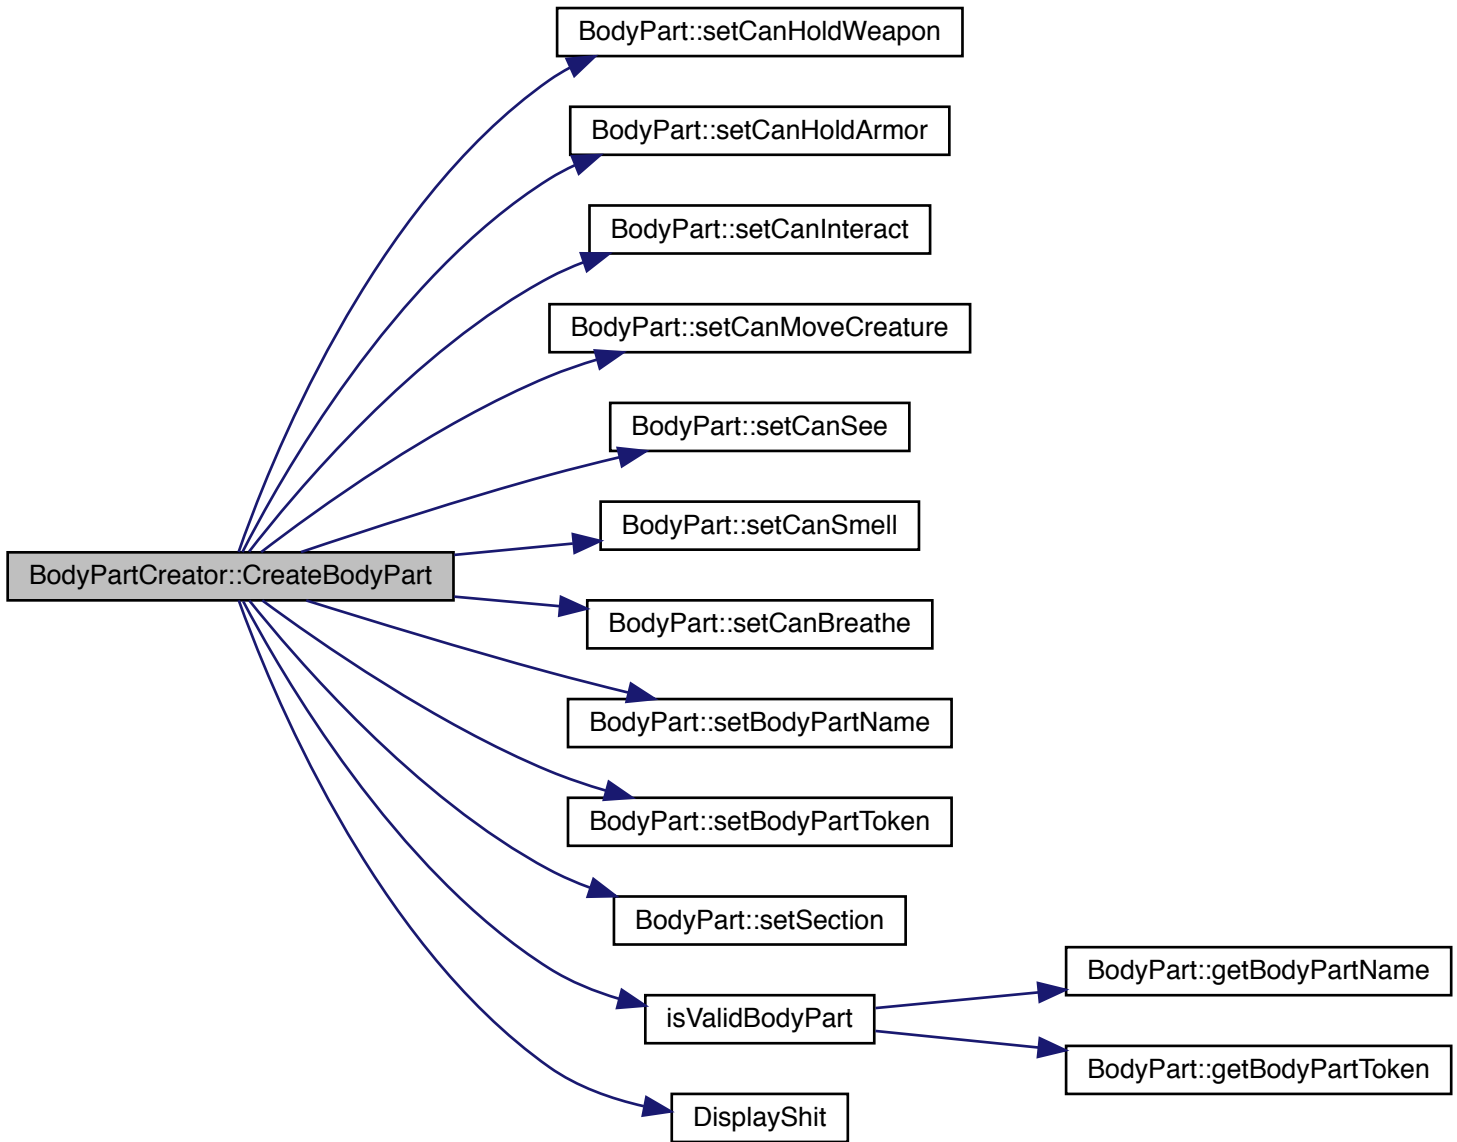 BodyPart::setCanHoldWeapon
BodyPart::setCanHoldArmor
BodyPart::setCanInteract
BodyPart::setCanMoveCreature
BodyPart::setCanSee
BodyPart::setCanSmell
BodyPartCreator::CreateBodyPart
BodyPart::setCanBreathe
BodyPart::setBodyPartName
BodyPart::setBodyPartToken
BodyPart::setSection
BodyPart::getBodyPartName
isValidBodyPart
BodyPart::getBodyPartToken
DisplayShit